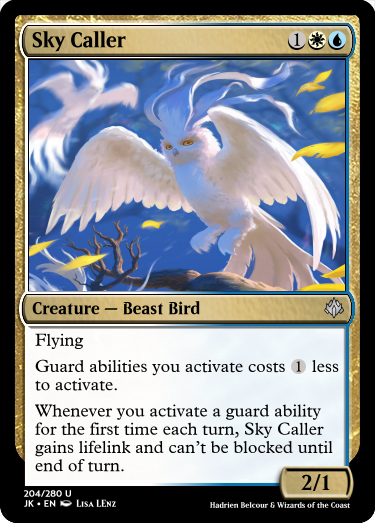 Sky Caller 1
Creature — Beast Bird
Flying
Guard abilities you activate costs 1 less
to activate.
Whenever you activate a guard ability
for the first time each turn, Sky Caller
gains lifelink and can't be blocked until
end of turn.
2/1
204/280 U
JK • EN Lisa LEnz
Hadrien Belcour & Wizards of the Coast